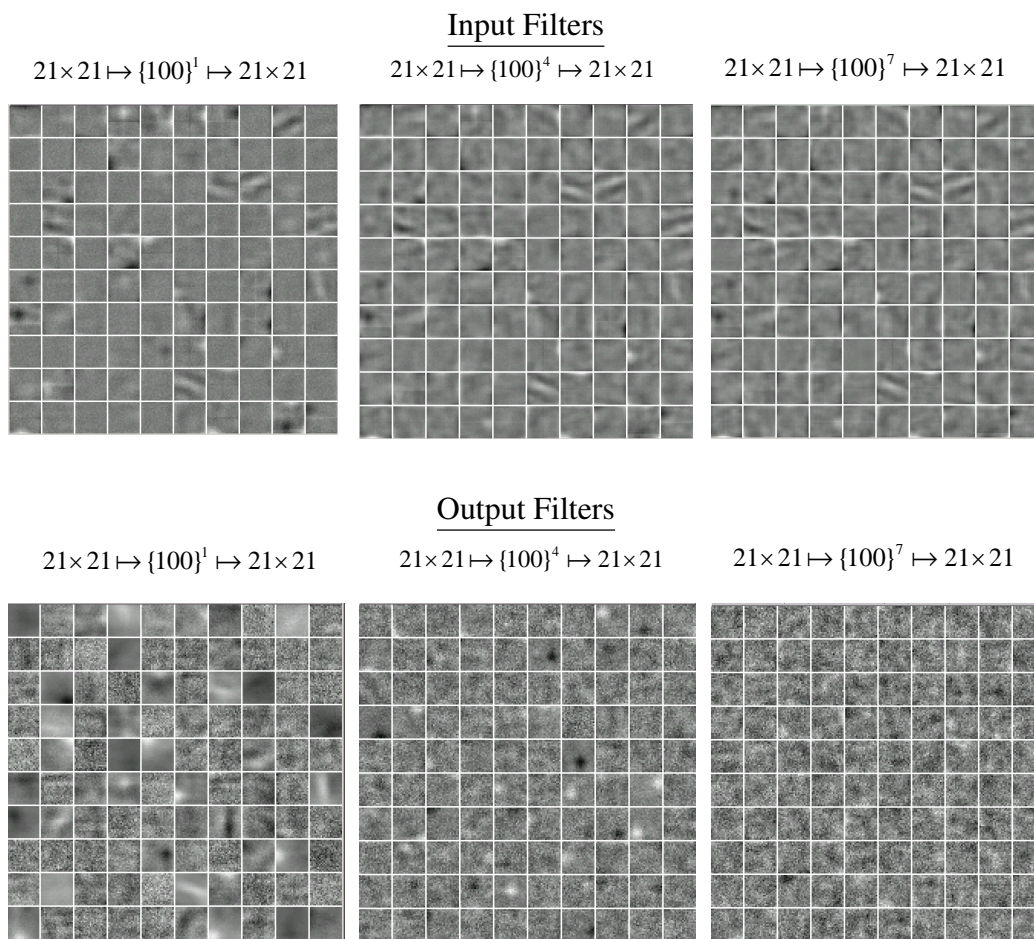 Input Filters
21×21 ↦ {100}¹ ↦ 21×21
21×21 ↦ {100}⁴ ↦ 21×21
21×21 ↦ {100}⁷ ↦ 21×21
Output Filters
21×21 ↦ {100}¹ ↦ 21×21
21×21 ↦ {100}⁴ ↦ 21×21
21×21 ↦ {100}⁷ ↦ 21×21